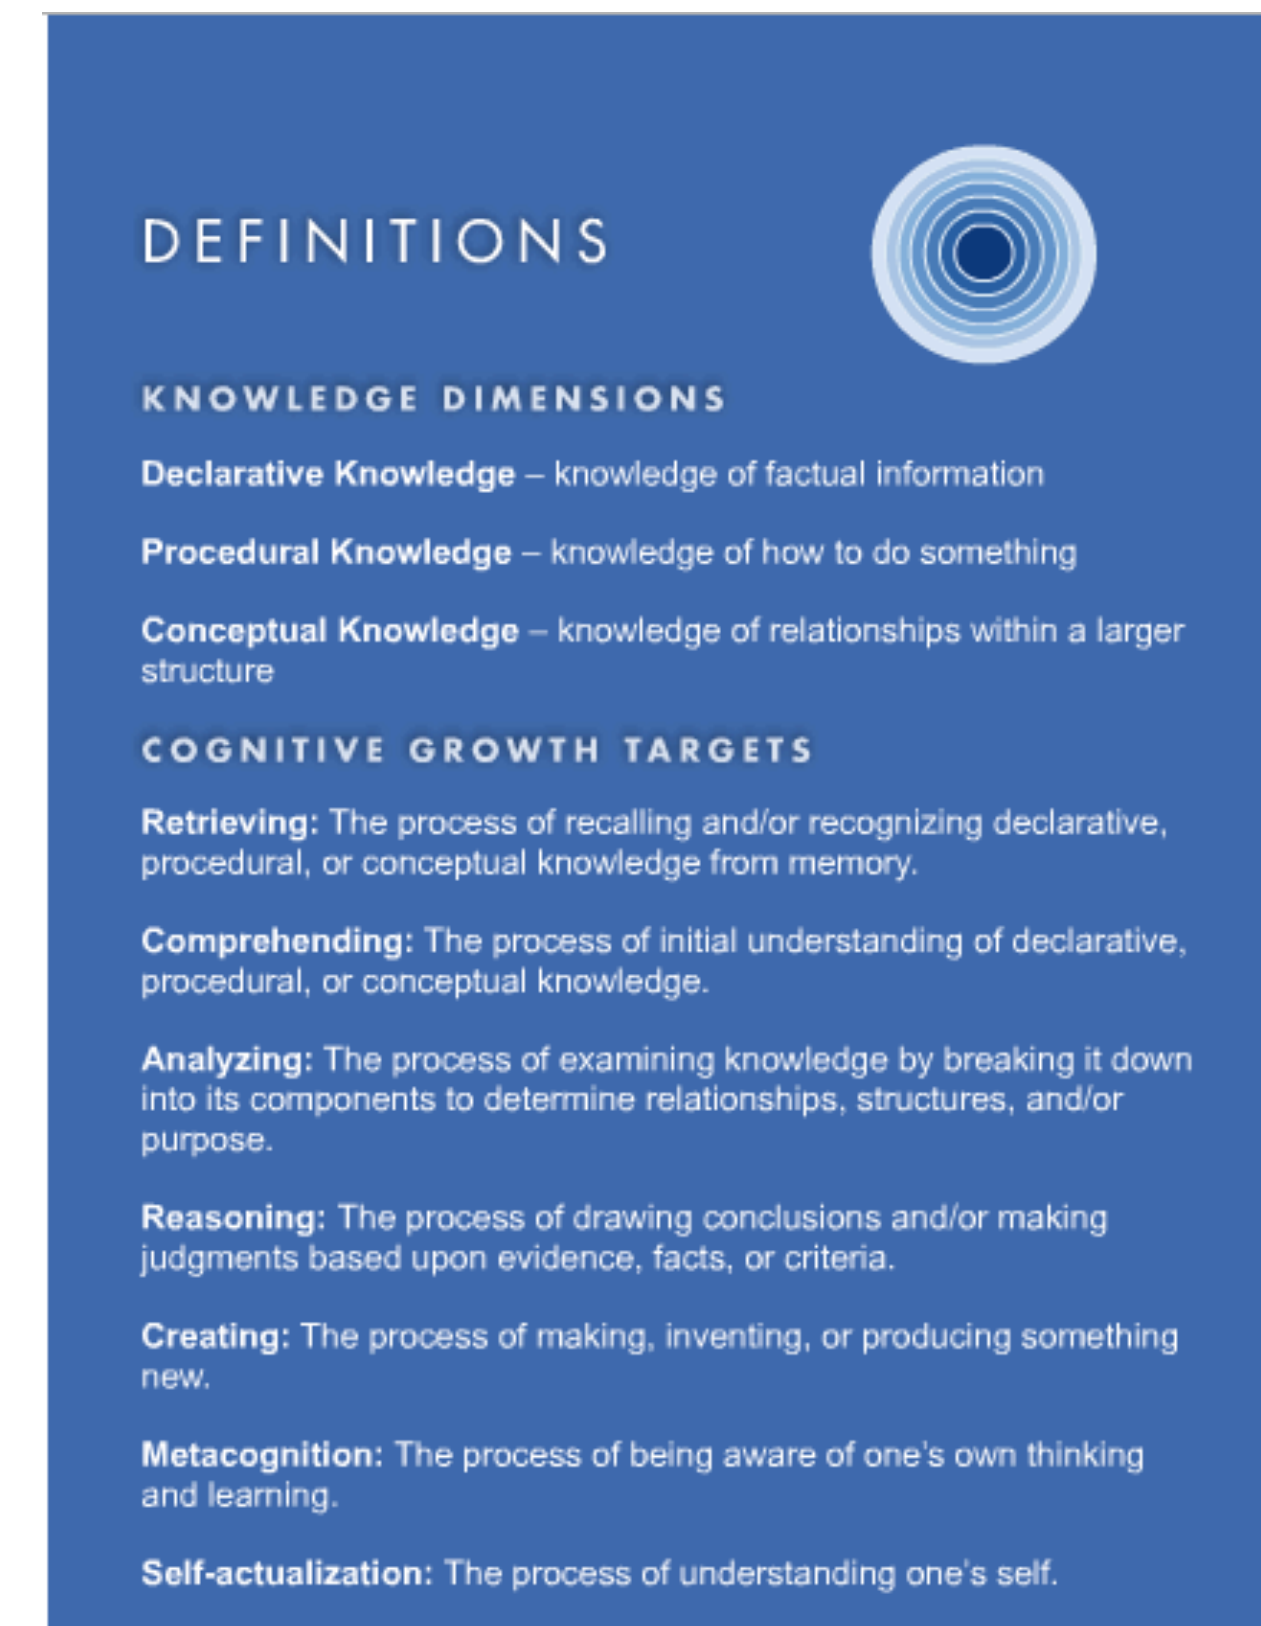 DEFINITIONS
KNOWLEDGE DIMENSIONS
Declarative Knowledge – knowledge of factual information
Procedural Knowledge – knowledge of how to do something
Conceptual Knowledge – knowledge of relationships within a larger
structure
COGNITIVE GROWTH TARGETS
Retrieving: The process of recalling and/or recognizing declarative,
procedural, or conceptual knowledge from memory.
Comprehending: The process of initial understanding of declarative,
procedural, or conceptual knowledge.
Analyzing: The process of examining knowledge by breaking it down
into its components to determine relationships, structures, and/or
purpose.
Reasoning: The process of drawing conclusions and/or making
judgments based upon evidence, facts, or criteria.
Creating: The process of making, inventing, or producing something
new.
Metacognition: The process of being aware of one's own thinking
and learning.
Self-actualization: The process of understanding one's self.